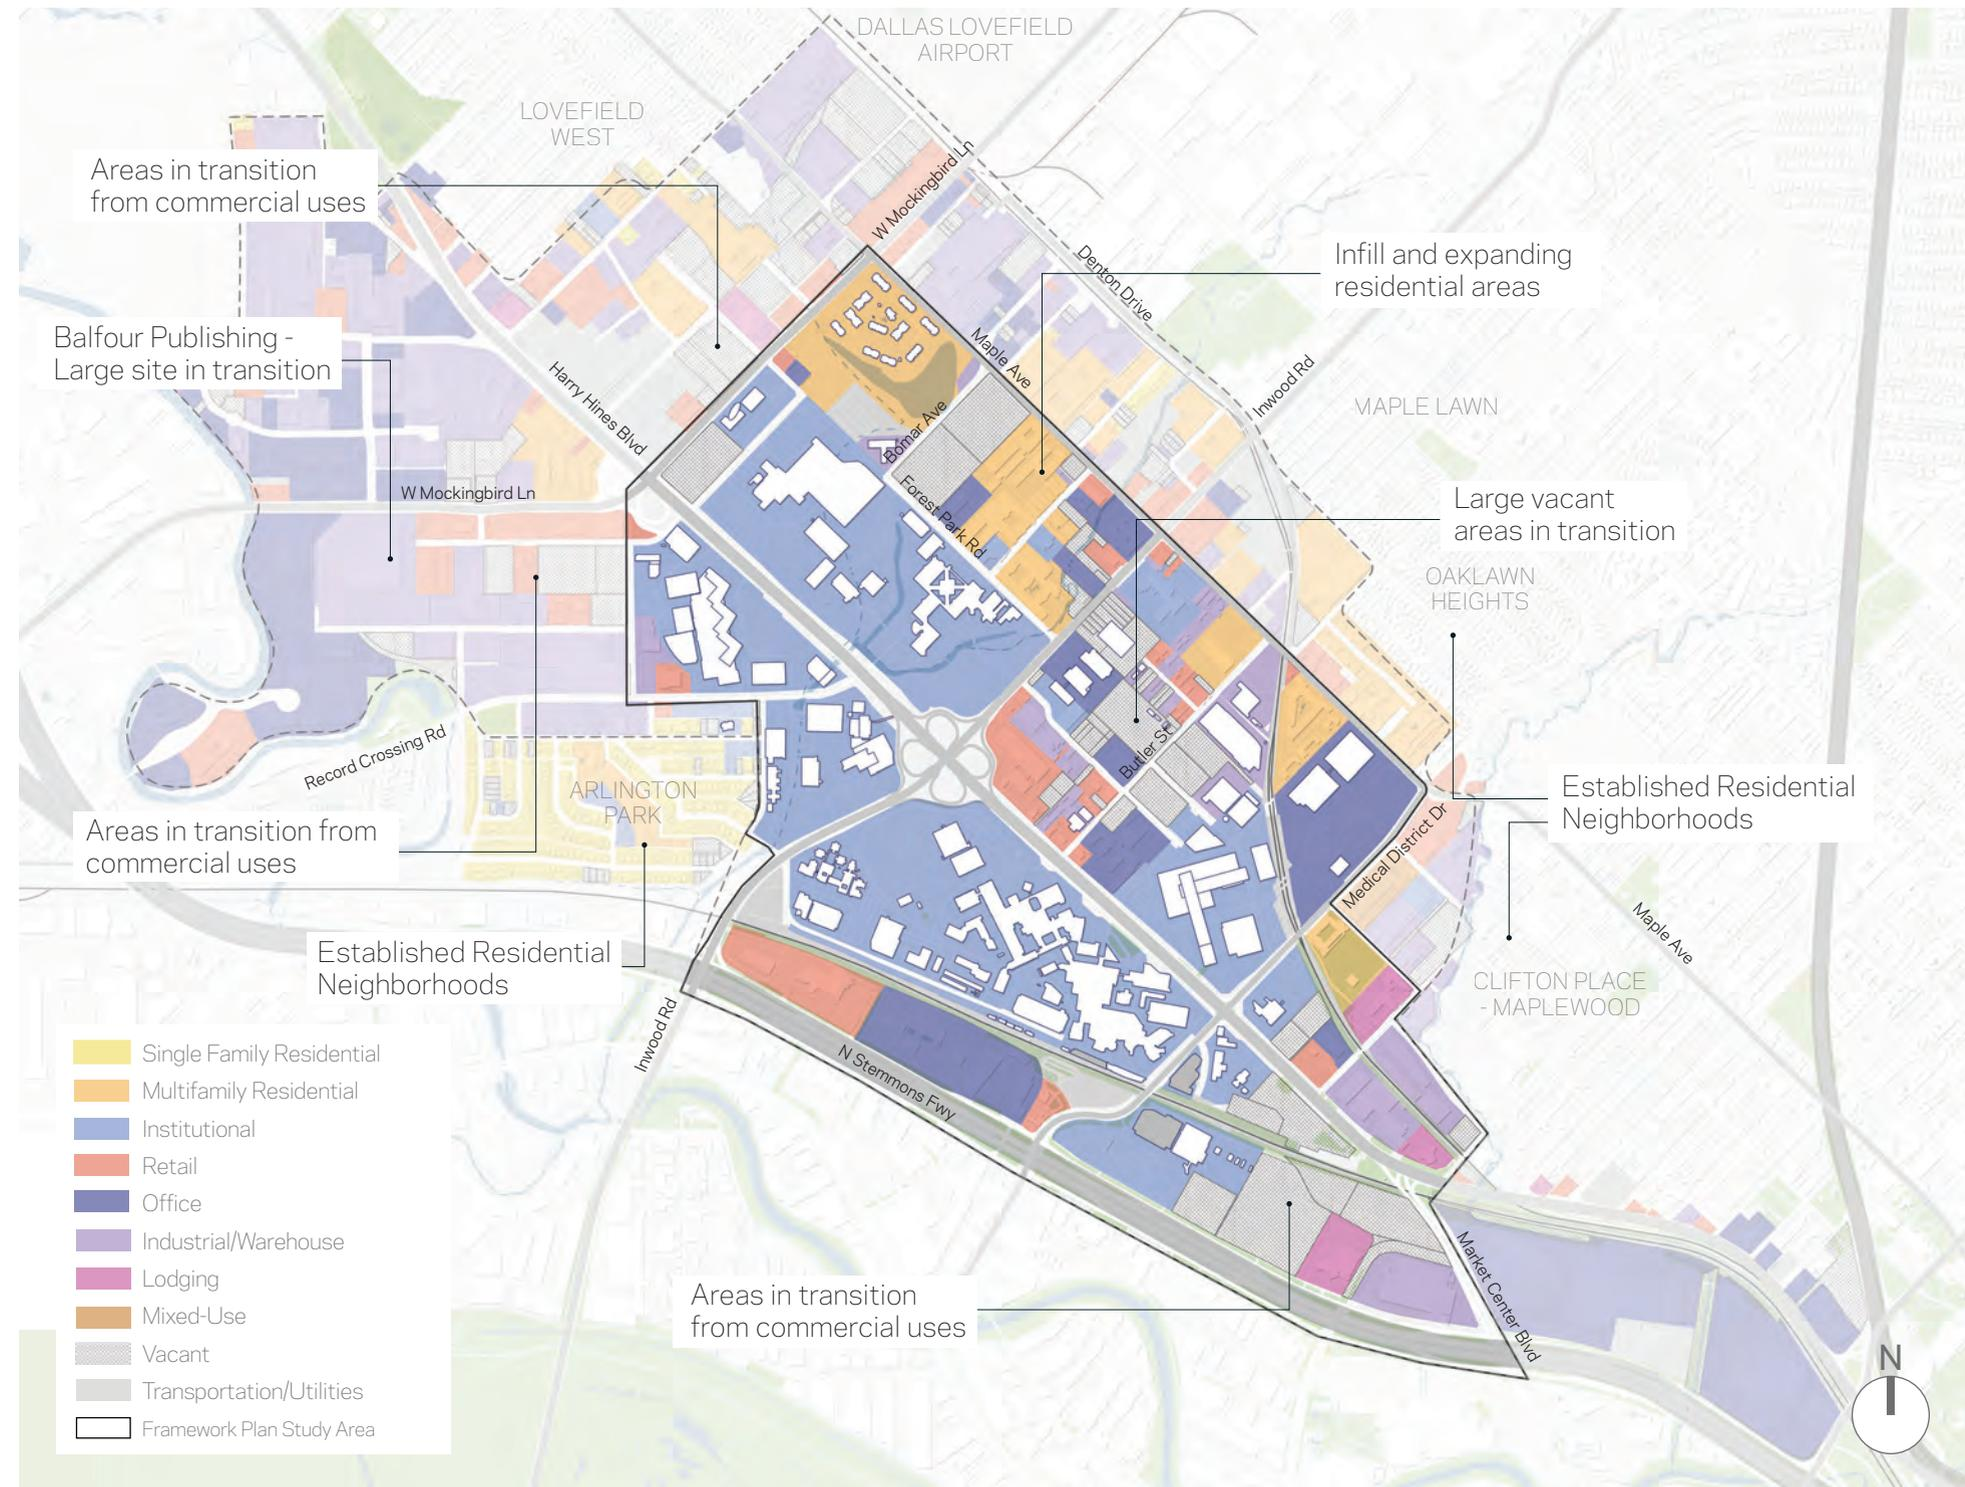 DALLAS LOVEFIELD
AIRPORT
LOVEFIELD
WEST
Areas in transition
from commercial uses
W Mockingbird Ln
Denton Drive
Infill and expanding
residential areas
Balfour Publishing -
Large site in transition
Maple Ave
Harry Hines Blvd
Inwood Rd
MAPLE LAWN
Bomar Ave
W Mockingbird Ln
Forest Park Rd
Large vacant
areas in transition
OAKLAWN
HEIGHTS
Record Crossing Rd
Butler St
ARLINGTON
PARK
Established Residential
Neighborhoods
Areas in transition from
commercial uses
Medical District Dr
Maple Ave
Established Residential
Neighborhoods
CLIFTON PLACE
- MAPLEWOOD
Inwood Rd
N Stemmons Fwy
Areas in transition
from commercial uses
Market Center Blvd
Single Family Residential
Multifamily Residential
Institutional
Retail
Office
Industrial/Warehouse
Lodging
Mixed-Use
Vacant
Transportation/Utilities
Framework Plan Study Area
N